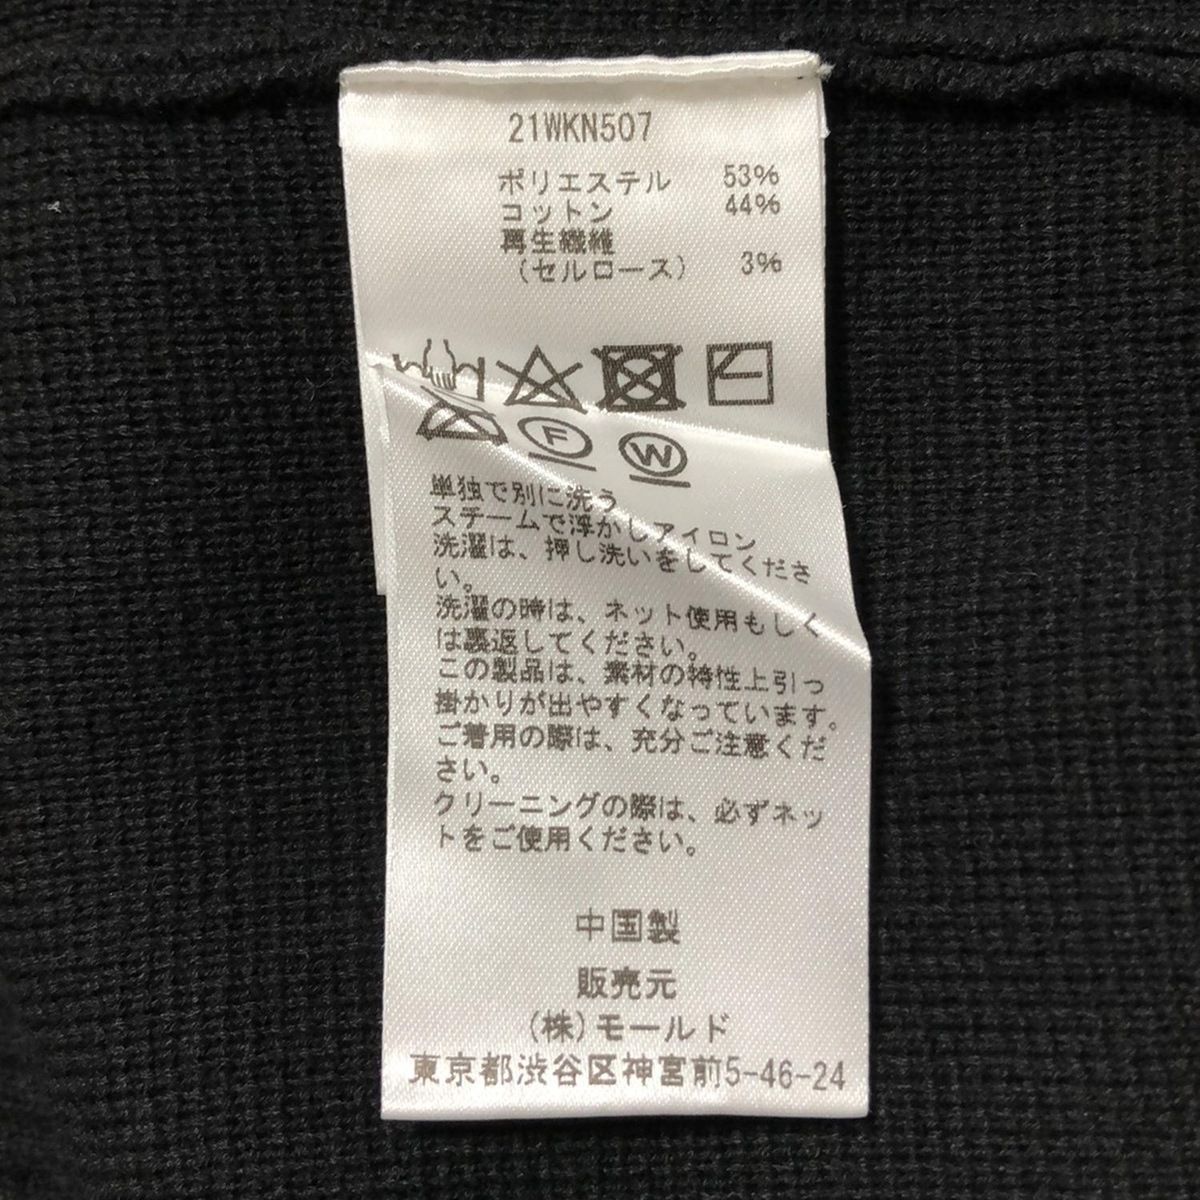 21WKN507
ポリエステル 53%
コットン 44%
再生繊維
(セルロース) 3%
F
W
単独で別に洗う
スチームで浮かしアイロン
洗濯は、押し洗いをしてくださ
い。
洗濯の時は、ネット使用もしく
は裏返してください。
この製品は、素材の特性上引っ
掛かりが出やすくなっています。
ご着用の際は、充分ご注意くだ
さい。
クリーニングの際は、必ずネッ
トをご使用ください。
中国製
販売元
(株)モールド
東京都渋谷区神宮前5-46-24